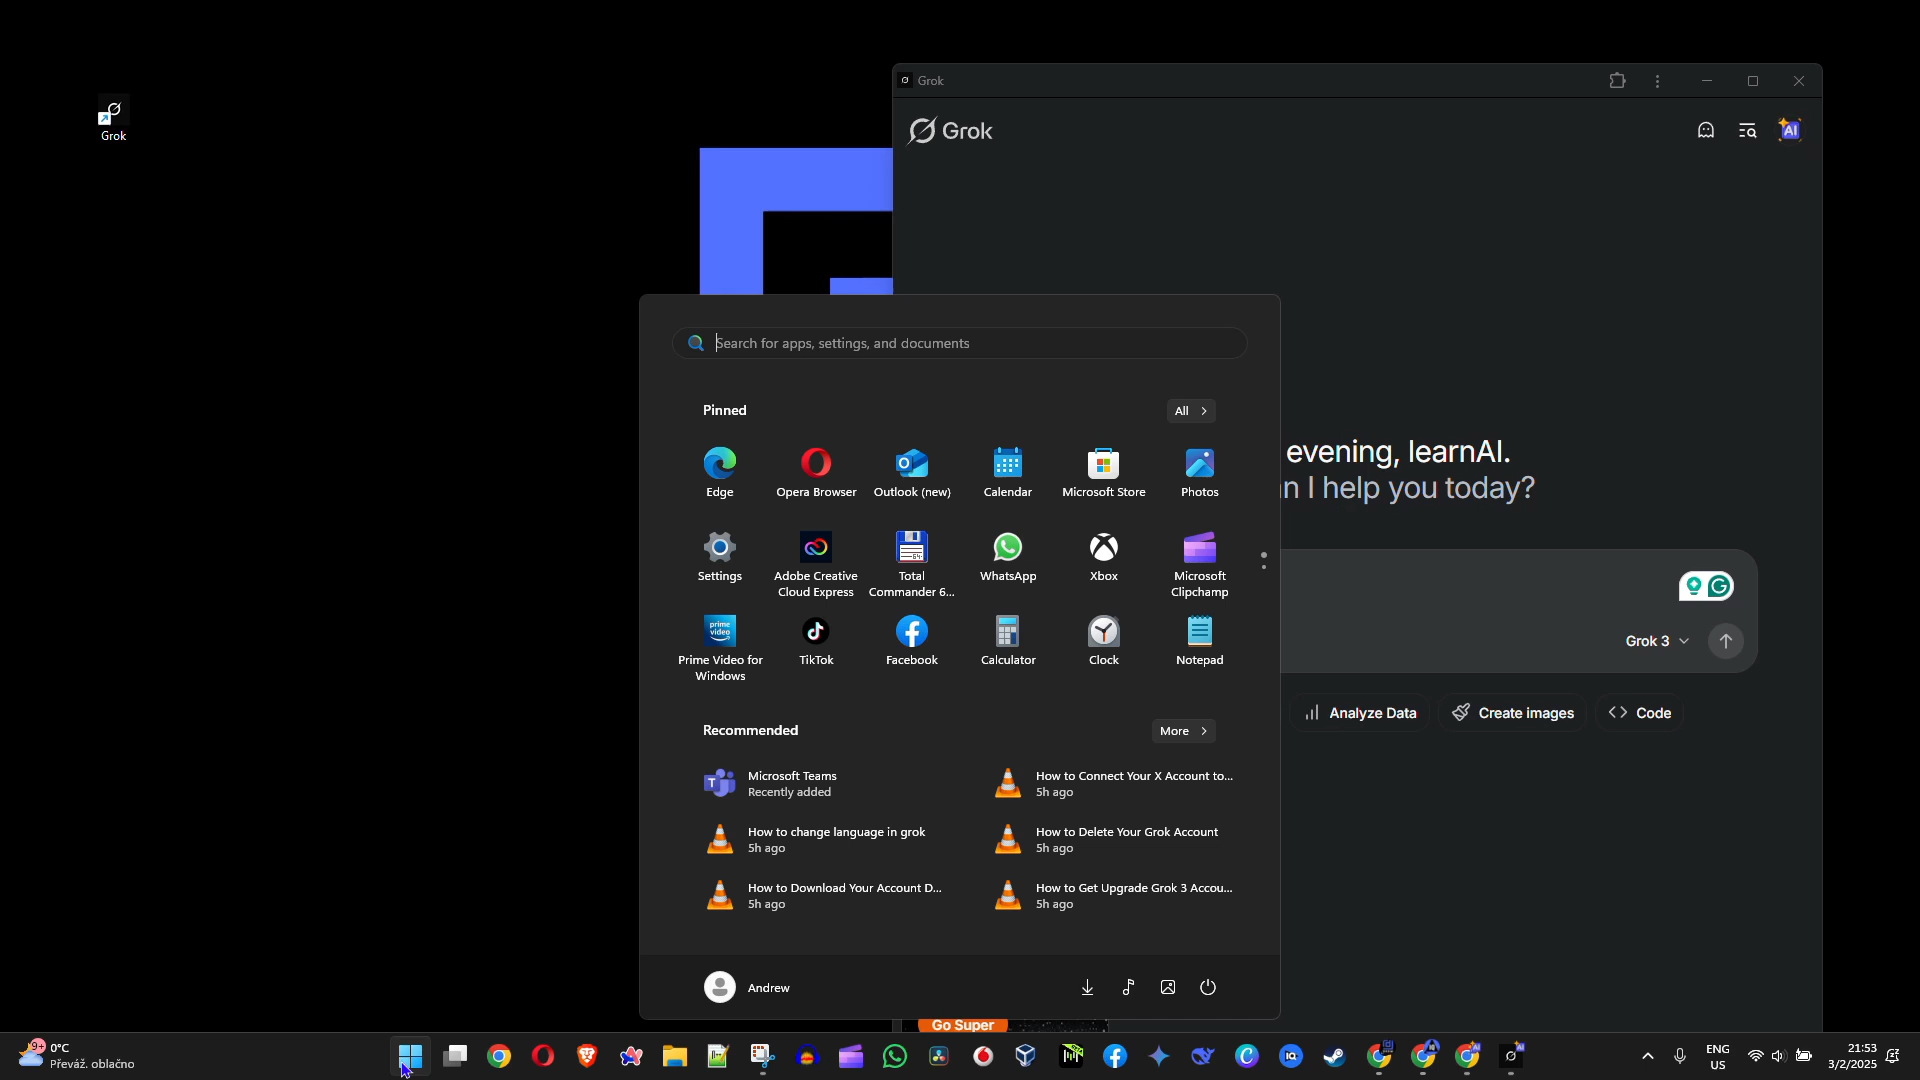 Grok
Grok
Grok
AI
Search for apps, settings, and documents
Pinned
All
Edge
Opera Browser
Outlook (new)
Calendar
Microsoft Store
Photos
evening, learnAI.
n I help you today?
Settings
Adobe Creative
Cloud Express
Total
Commander 6...
WhatsApp
Xbox
Microsoft
Clipchamp
prime
video
Prime Video for
Windows
TikTok
Facebook
Calculator
Clock
Notepad
Grok 3
Analyze Data
Create images
Code
Recommended
More
Microsoft Teams
Recently added
How to Connect Your X Account to...
5h ago
How to change language in grok
5h ago
How to Delete Your Grok Account
5h ago
How to Download Your Account D...
5h ago
How to Get Upgrade Grok 3 Accou...
5h ago
Andrew
Go Super
9+
0°C
Převáž. oblačno
ENG
US
21:53
3/2/2025